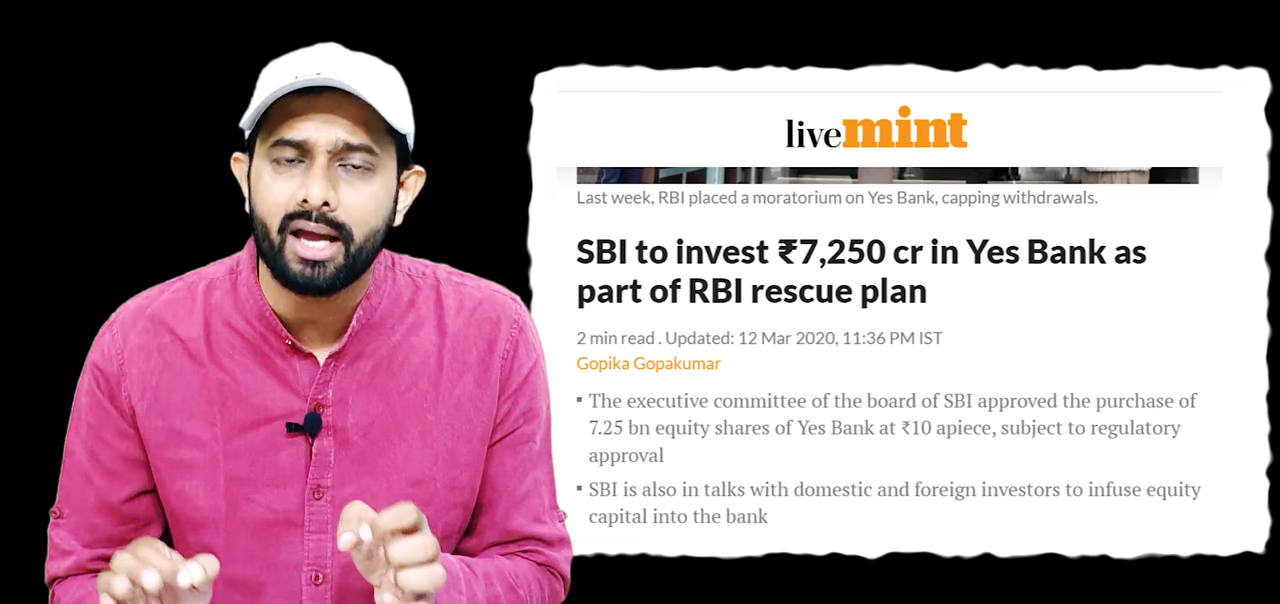 livemint
Last week, RBI placed a moratorium on Yes Bank, capping withdrawals.
SBI to invest ₹7,250 cr in Yes Bank as
part of RBI rescue plan
2 min read . Updated: 12 Mar 2020, 11:36 PM IST
Gopika Gopakumar
▪ The executive committee of the board of SBI approved the purchase of
7.25 bn equity shares of Yes Bank at ₹10 apiece, subject to regulatory
approval
▪ SBI is also in talks with domestic and foreign investors to infuse equity
capital into the bank